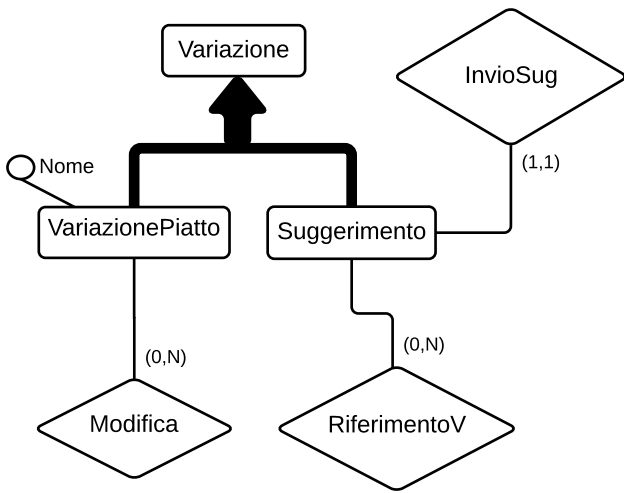 Variazione
InvioSug
(1,1)
Nome
VariazionePiatto
Suggerimento
(0,N)
(0,N)
Modifica
RiferimentoV